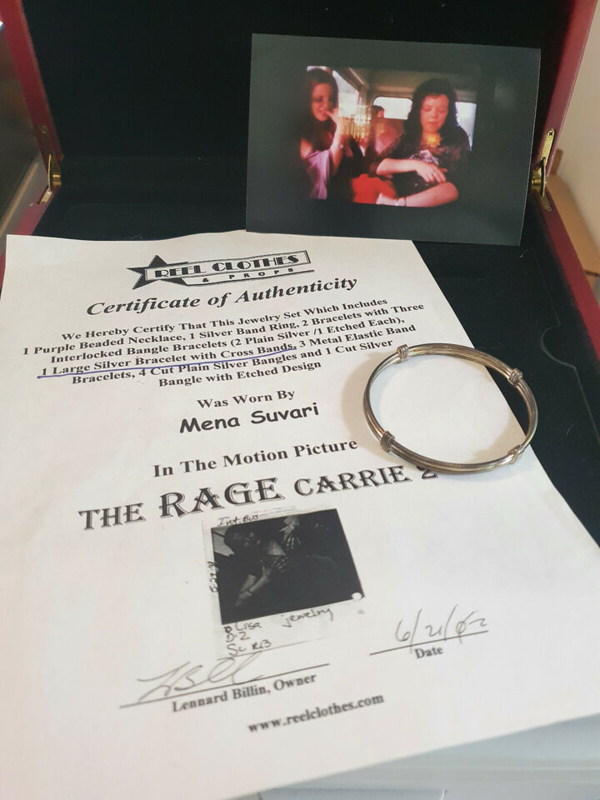 REEL CLOTHES
& PROPS
Certificate of Authenticity
We Hereby Certify That This Jewelry Set Which Includes
1 Purple Beaded Necklace, 1 Silver Band Ring, 2 Bracelets with Three
Interlocked Bangle Bracelets (2 Plain Silver /1 Etched Each),
1 Large Silver Bracelet with Cross Bands, 3 Metal Elastic Band
Bracelets, 4 Cut Plain Silver Bangles and 1 Cut Silver
Bangle with Etched Design
Was Worn By
Mena Suvari
In The Motion Picture
THE RAGE CARRIE 2
Lisa jewelry
D-2
6/21/02
Date
Lennard Billin, Owner
www.reelclothes.com